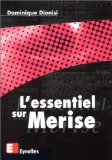 Dominique Dionisi
L'essentiel
sur
Merise
Eyrolles